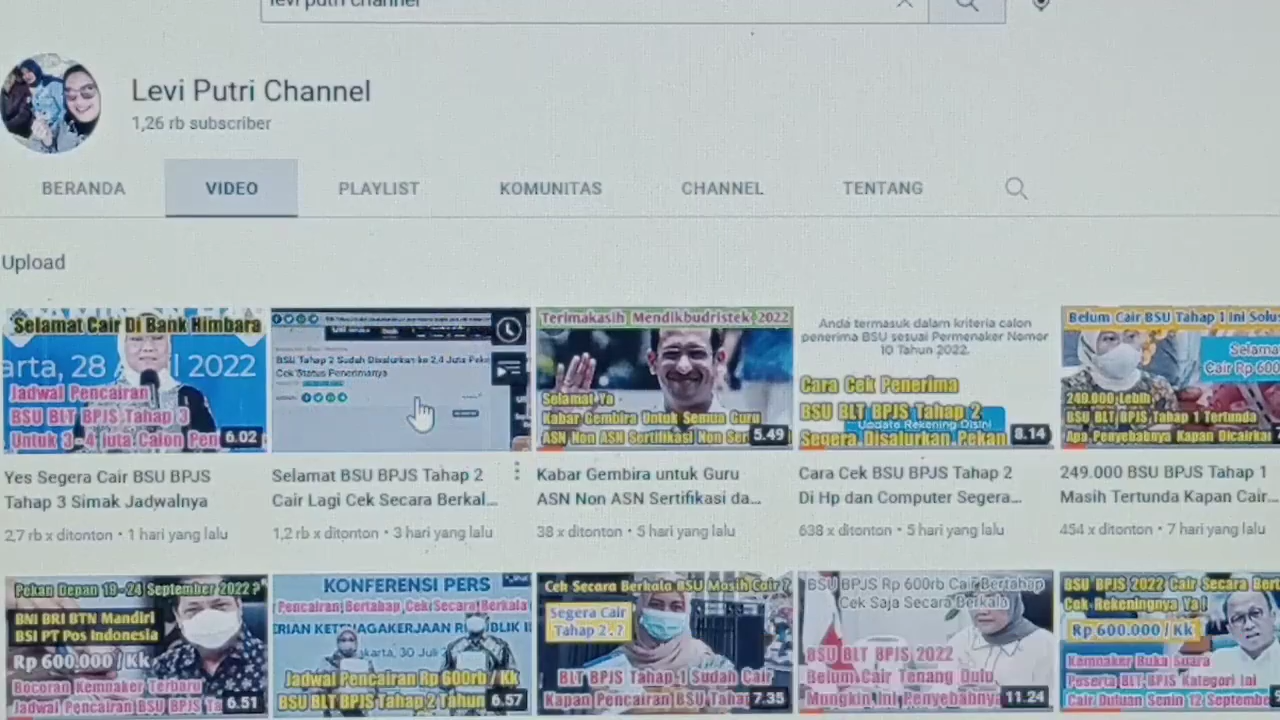 levi putri channel
Levi Putri Channel
1,26 rb subscriber
BERANDA VIDEO PLAYLIST KOMUNITAS CHANNEL TENTANG
Upload
Selamat Cair Di Bank Himbara
arta, 28 A il 2022
Jadwal Pencairan
BSU BLT BPJS Tahap 3
Untuk 3-4 juta Calon Pen
6.02
BSU Tahap 2 Sudah Disalurkan ke 2,4 Juta Peke
Cek Status Penerimanya
Terimakasih Mendikbudristek 2022
Selamat Ya
Kabar Gembira Untuk Semua Guru
ASN Non ASN Sertifikasi Non Ser
5.49
Anda termasuk dalam kriteria calon
penerima BSU sesuai Permenaker Nomor
10 Tahun 2022.
Cara Cek Penerima
BSU BLT BPJS Tahap 2
Update Rekening Disini
Segera Disalurkan Pekan
8.14
Belum Cair BSU Tahap 1 Ini Solus
Selama
Cair Rp 600
249.000 Lebih
BSU BLT BPJS Tahap 1 Tertunda
Apa Penyebabnya Kapan Dicairka
Yes Segera Cair BSU BPJS
Tahap 3 Simak Jadwalnya
2,7 rb x ditonton • 1 hari yang lalu
Selamat BSU BPJS Tahap 2
Cair Lagi Cek Secara Berkal...
1,2 rb x ditonton • 3 hari yang lalu
Kabar Gembira untuk Guru
ASN Non ASN Sertifikasi da...
38 x ditonton • 5 hari yang lalu
Cara Cek BSU BPJS Tahap 2
Di Hp dan Computer Segera...
638 x ditonton • 5 hari yang lalu
249.000 BSU BPJS Tahap 1
Masih Tertunda Kapan Cair...
454 x ditonton • 7 hari yang lalu
Pekan Depan 19-24 September 2022 ?
BNI BRI BTN Mandiri
BSI PT Pos Indonesia
Rp 600.000 / Kk
Bocoran Kemnaker Terbaru
Jadwal Pencairan BSU BPJS Ta
6.51
KONFERENSI PERS
Pencairan Bertahap Cek Secara Berkala
ERIAN KETENAGAKERJAAN REPUBLIK I
akarta, 30 Juli 2
Jadwal Pencairan Rp 600rb / Kk
BSU BLT BPJS Tahap 2 Tahun
6.57
Cek Secara Berkala BSU Masih Cair ?
Segera Cair
Tahap 2.?
BLT BPJS Tahap 1 Sudah Cair
Kapan Pencairan BSU Tahap
7.35
BSU BPJS Rp 600rb Cair Bertahap
Cek Saja Secara Berkala
BSU BLT BPJS 2022
Belum Cair Tenang Dulu
Mungkin Ini Penyebabny
11.24
BSU BPJS 2022 Cair Secara Bert
Cek Rekeningnya Ya !
Rp 600.000 / Kk
Kemnaker Buka Suara
Peserta BLT BPJS Kategori Ini
Cair Duluan Senin 12 September